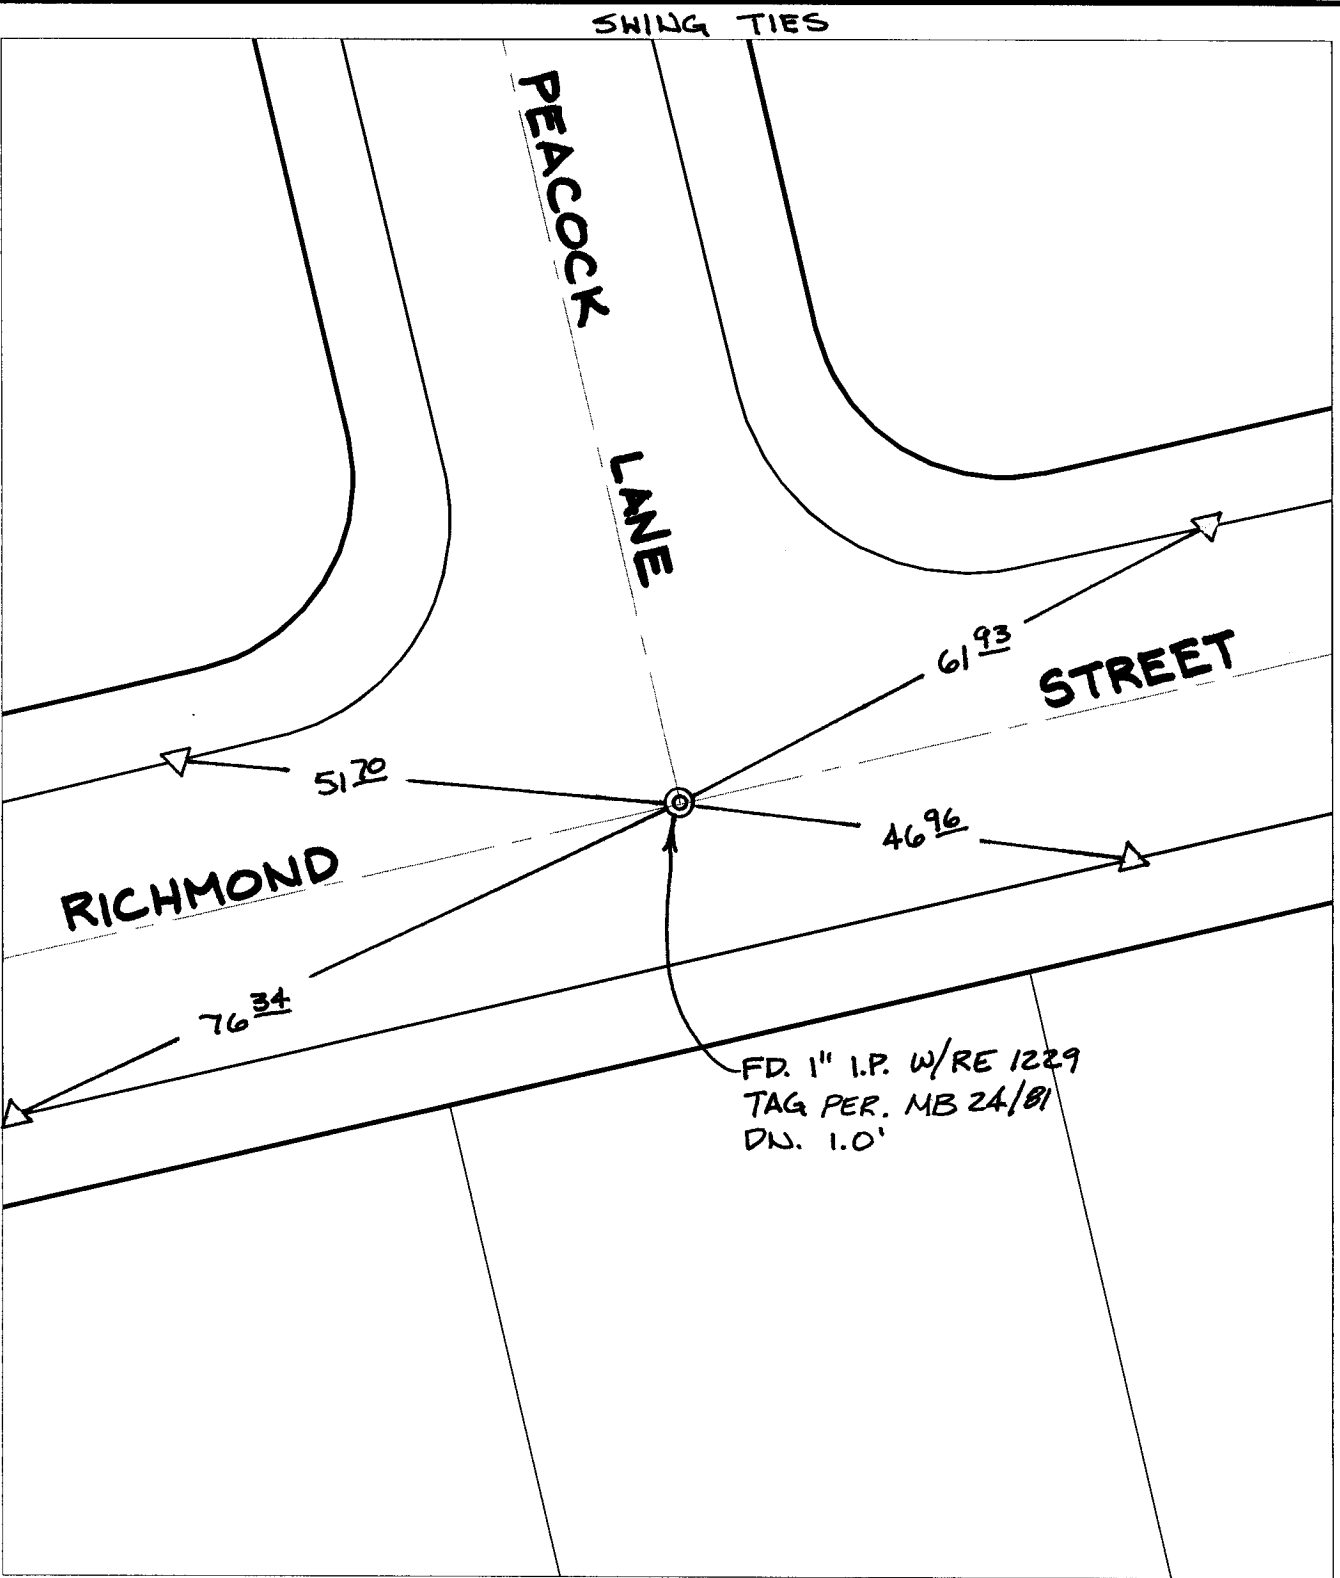 SWING TIES
PEACOCK LANE
61 93
STREET
51 70
46 96
RICHMOND
76 34
FD. 1" I.P. W/RE 1229
TAG PER. MB 24/81
DN. 1.0'